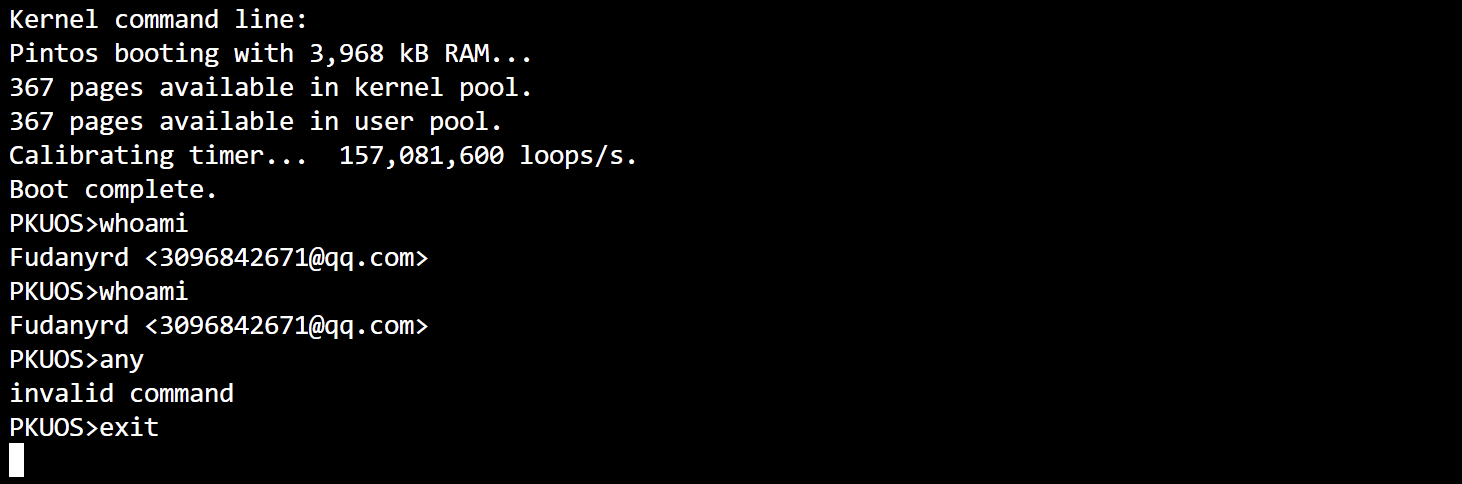 Kernel command line:
Pintos booting with 3,968 kB RAM...
367 pages available in kernel pool.
367 pages available in user pool.
Calibrating timer...  157,081,600 loops/s.
Boot complete.
PKUOS>whoami
Fudanyrd <3096842671@qq.com>
PKUOS>whoami
Fudanyrd <3096842671@qq.com>
PKUOS>any
invalid command
PKUOS>exit